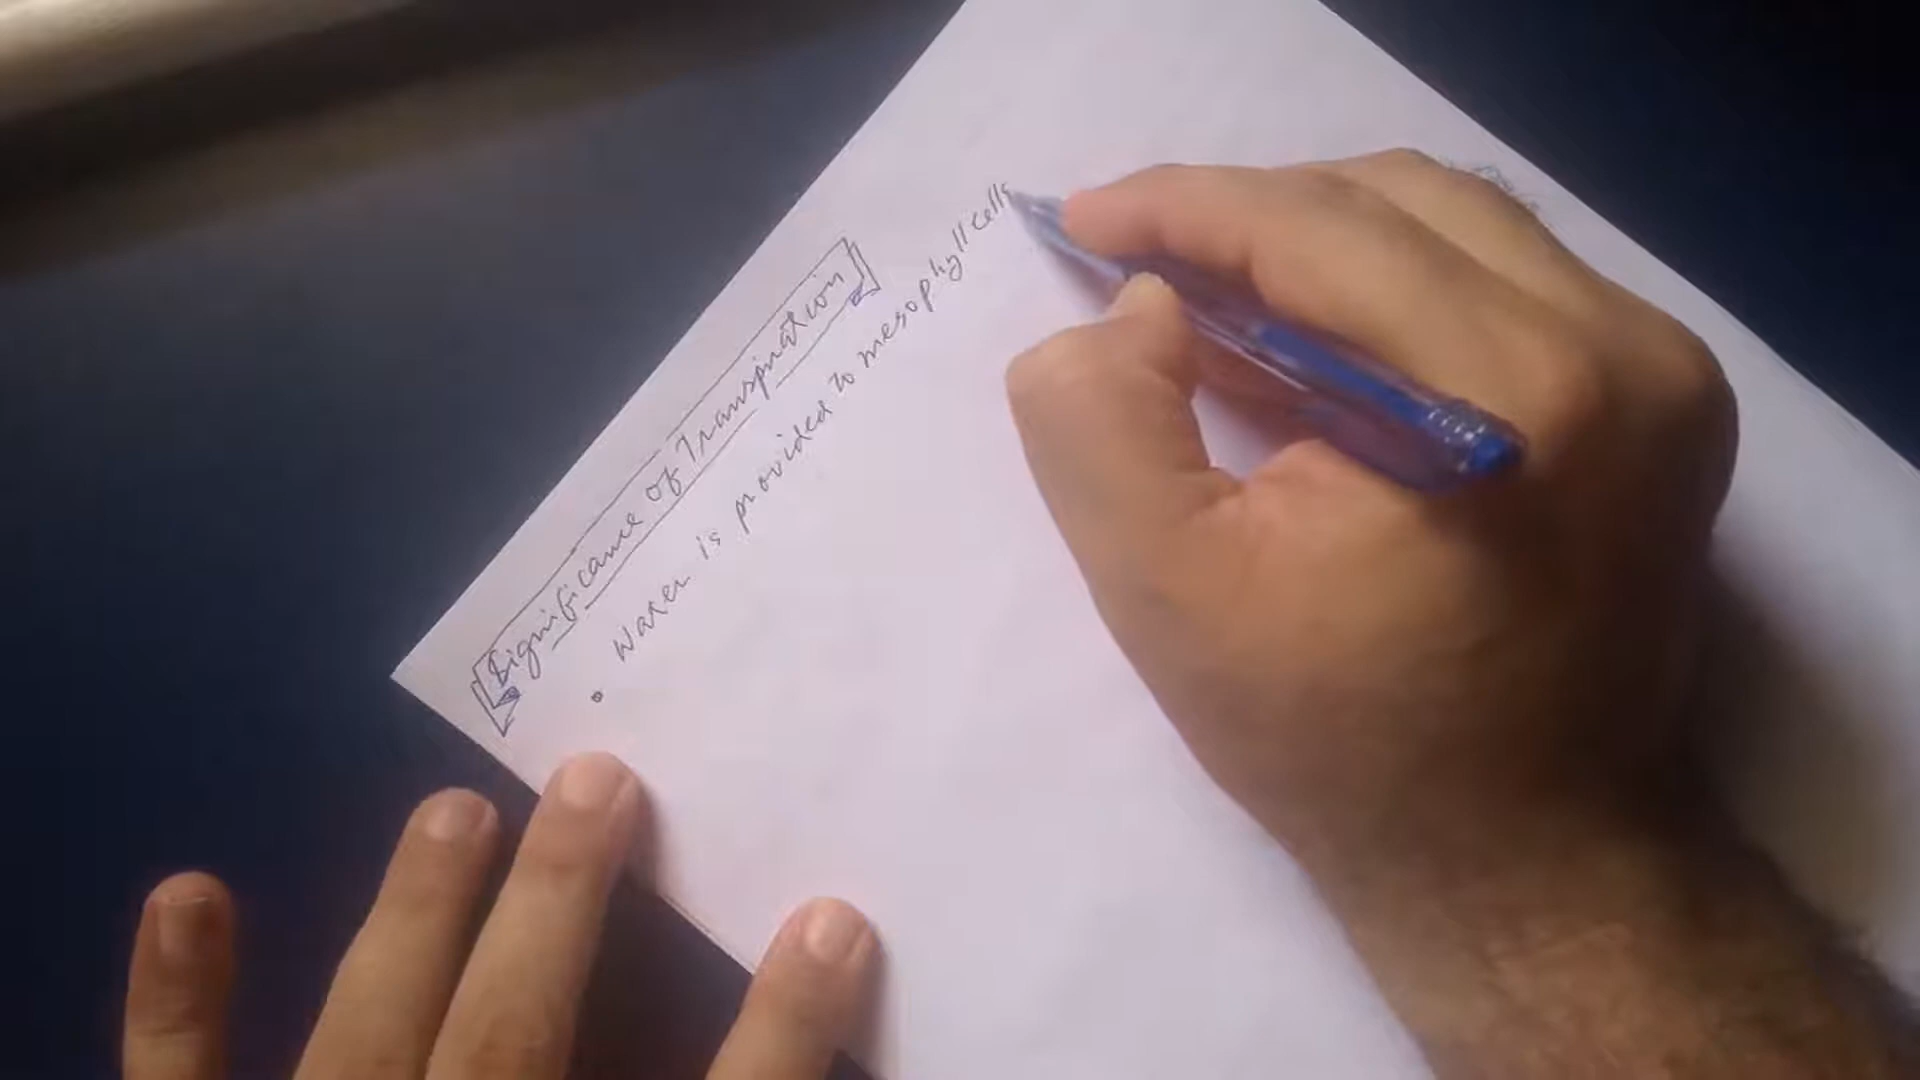 Significance of Transpiration
• Water is provided to mesophyll cells